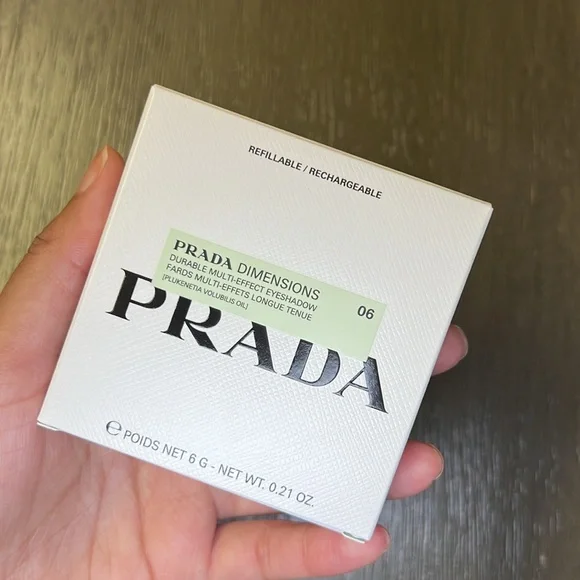 REFILLABLE / RECHARGEABLE
PRADA DIMENSIONS
DURABLE MULTI-EFFECT EYESHADOW
FARDS MULTI-EFFETS LONGUE TENUE
[PLUKENETIA VOLUBILIS OIL]
06
PRADA
℮ POIDS NET 6 G - NET WT. 0.21 OZ.